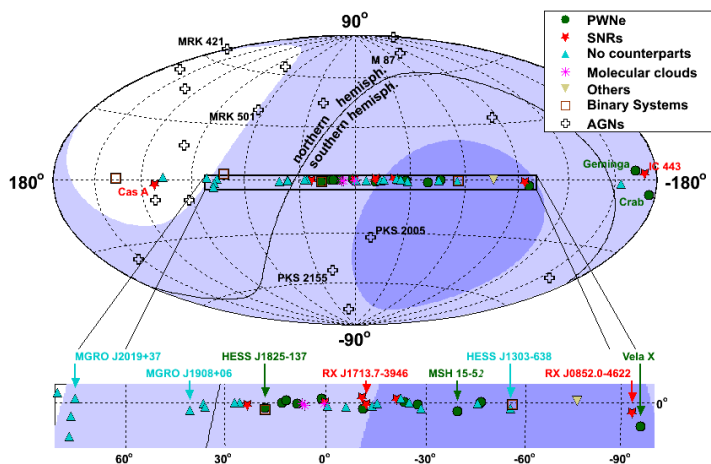 90°
PWNe
SNRs
No counterparts
Molecular clouds
Others
Binary Systems
AGNs
MRK 421
M 87
MRK 501
northern hemisph.
southern hemisph.
180°
-180°
Geminga
IC 443
Cas A
Crab
PKS 2005
PKS 2155
-90°
MGRO J2019+37
HESS J1825-137
HESS J1303-638
Vela X
MGRO J1908+06
RX J1713.7-3946
MSH 15-52
RX J0852.0-4622
0°
60°
30°
0°
-30°
-60°
-90°